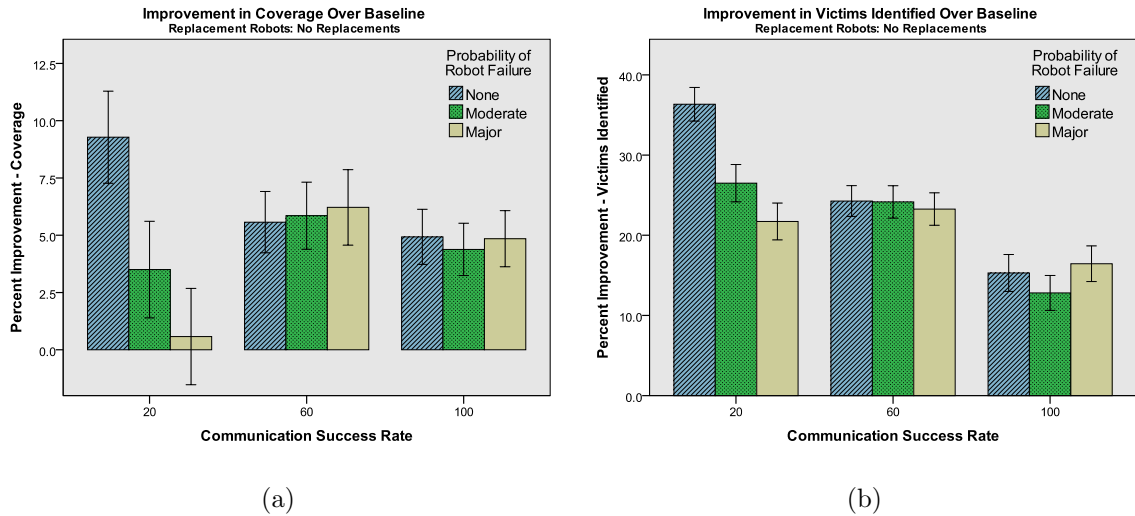 Improvement in Coverage Over Baseline
Replacement Robots: No Replacements
Percent Improvement - Coverage
12.5
10.0
7.5
5.0
2.5
0.0
Probability of
Robot Failure
None
Moderate
Major
20
60
100
Communication Success Rate
(a)
Improvement in Victims Identified Over Baseline
Replacement Robots: No Replacements
Percent Improvement - Victims Identified
40.0
30.0
20.0
10.0
0.0
Probability of
Robot Failure
None
Moderate
Major
20
60
100
Communication Success Rate
(b)